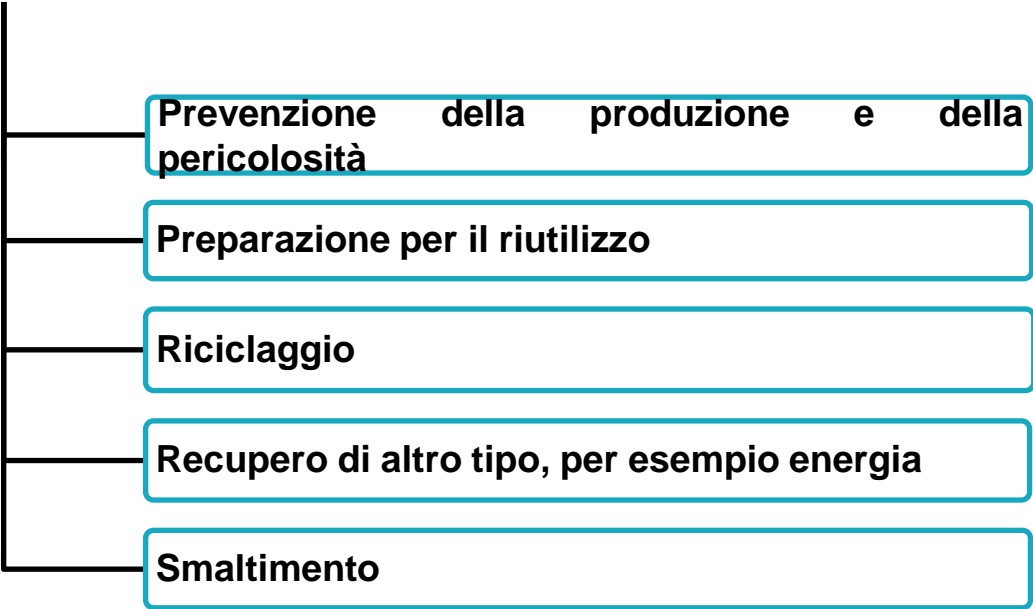 Prevenzione della produzione e della
pericolosità
Preparazione per il riutilizzo
Riciclaggio
Recupero di altro tipo, per esempio energia
Smaltimento